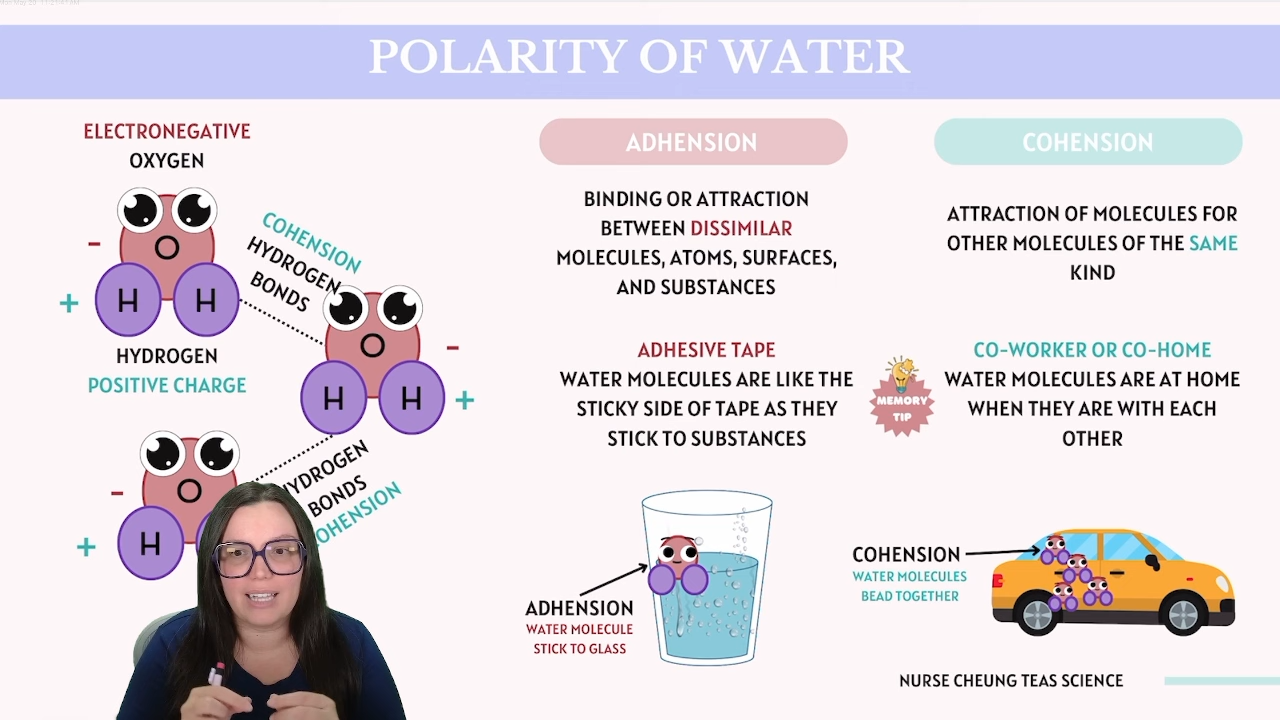 POLARITY OF WATER
ELECTRONEGATIVE
OXYGEN
-
O
+
H
H
HYDROGEN
POSITIVE CHARGE
COHENSION
HYDROGEN
BONDS
O
-
H
H
+
-
O
+
H
HYDROGEN
BONDS
COHENSION
ADHENSION
BINDING OR ATTRACTION
BETWEEN DISSIMILAR
MOLECULES, ATOMS, SURFACES,
AND SUBSTANCES
ADHESIVE TAPE
WATER MOLECULES ARE LIKE THE
STICKY SIDE OF TAPE AS THEY
STICK TO SUBSTANCES
ADHENSION
WATER MOLECULE
STICK TO GLASS
MEMORY
TIP
COHENSION
ATTRACTION OF MOLECULES FOR
OTHER MOLECULES OF THE SAME
KIND
CO-WORKER OR CO-HOME
WATER MOLECULES ARE AT HOME
WHEN THEY ARE WITH EACH
OTHER
COHENSION
WATER MOLECULES
BEAD TOGETHER
NURSE CHEUNG TEAS SCIENCE